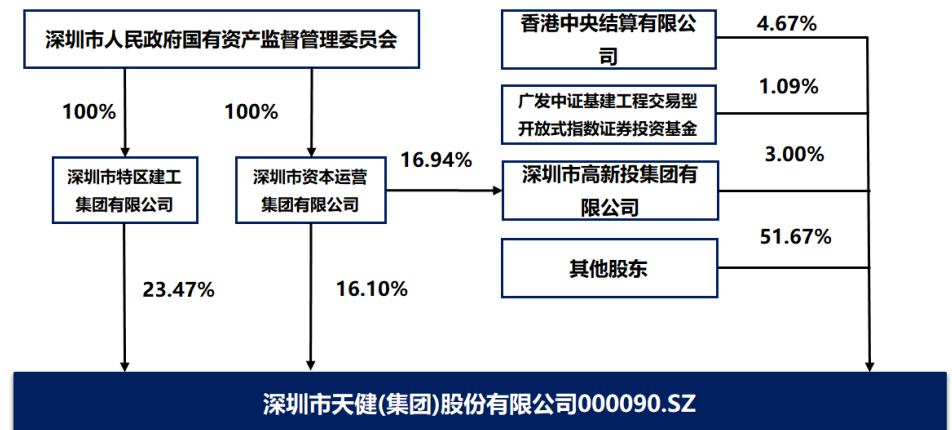 深圳市人民政府国有资产监督管理委员会
香港中央结算有限公
司
4.67%
广发中证基建工程交易型
开放式指数证券投资基金
1.09%
100%
100%
16.94%
3.00%
深圳市特区建工
集团有限公司
深圳市资本运营
集团有限公司
深圳市高新投集团有
限公司
51.67%
其他股东
23.47%
16.10%
深圳市天健(集团)股份有限公司000090.SZ